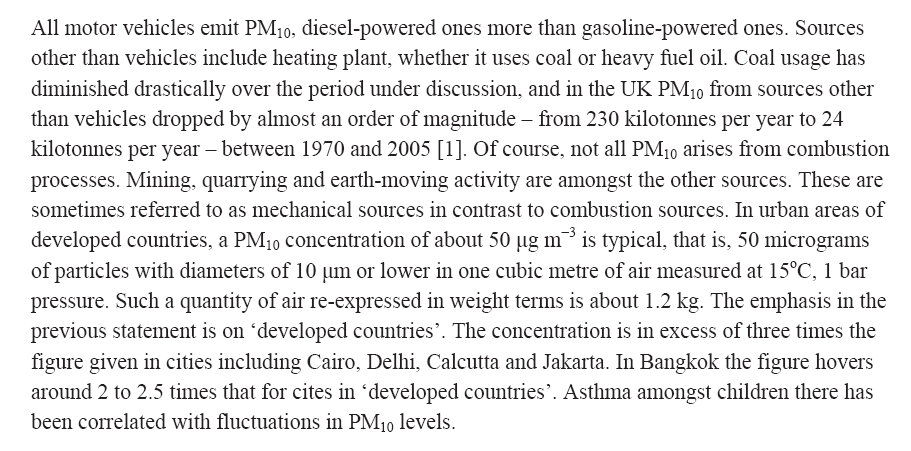 All motor vehicles emit PM₁₀, diesel-powered ones more than gasoline-powered ones. Sources
other than vehicles include heating plant, whether it uses coal or heavy fuel oil. Coal usage has
diminished drastically over the period under discussion, and in the UK PM₁₀ from sources other
than vehicles dropped by almost an order of magnitude – from 230 kilotonnes per year to 24
kilotonnes per year – between 1970 and 2005 [1]. Of course, not all PM₁₀ arises from combustion
processes. Mining, quarrying and earth-moving activity are amongst the other sources. These are
sometimes referred to as mechanical sources in contrast to combustion sources. In urban areas of
developed countries, a PM₁₀ concentration of about 50 μg m⁻³ is typical, that is, 50 micrograms
of particles with diameters of 10 μm or lower in one cubic metre of air measured at 15°C, 1 bar
pressure. Such a quantity of air re-expressed in weight terms is about 1.2 kg. The emphasis in the
previous statement is on ‘developed countries’. The concentration is in excess of three times the
figure given in cities including Cairo, Delhi, Calcutta and Jakarta. In Bangkok the figure hovers
around 2 to 2.5 times that for cites in ‘developed countries’. Asthma amongst children there has
been correlated with fluctuations in PM₁₀ levels.